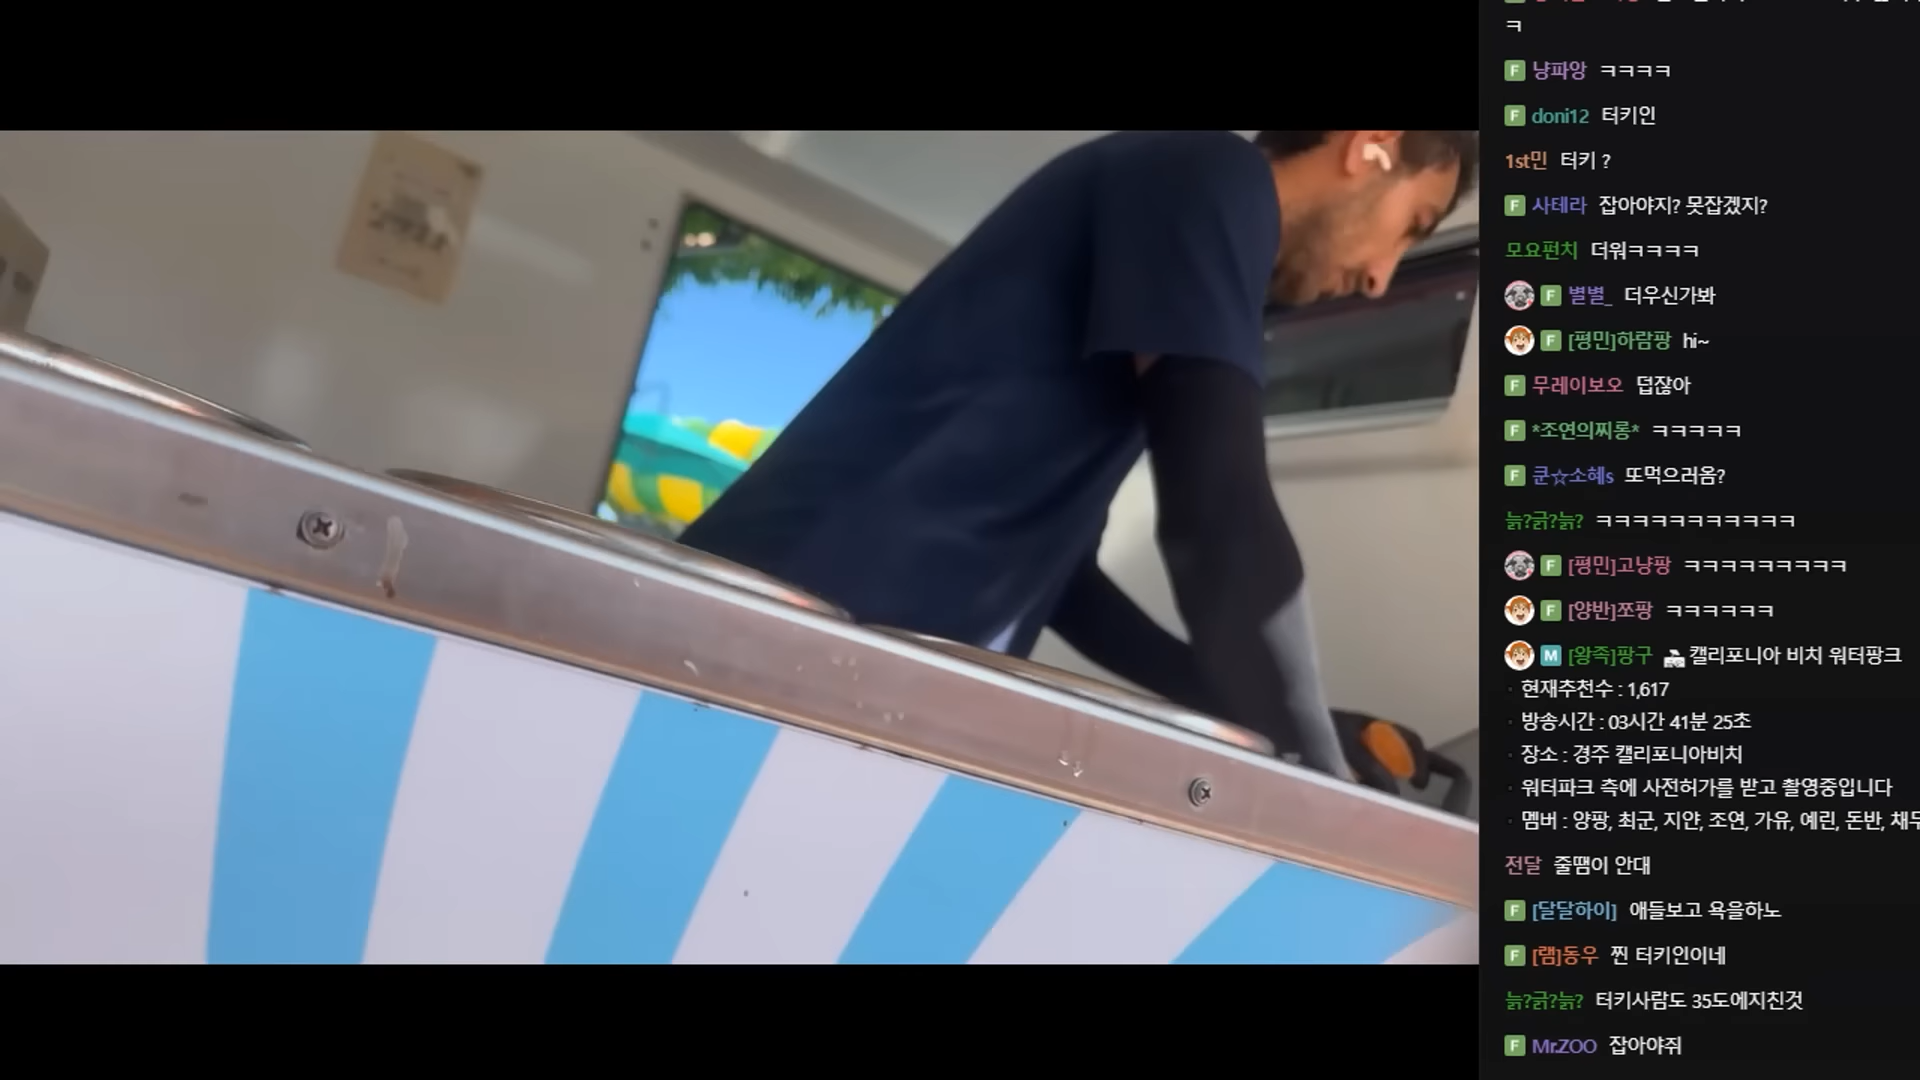 ㅋ
F 냥파앙 ㅋㅋㅋㅋ
F doni12 터키인
1st민 터키 ?
F 사테라 잡아야지? 못잡겠지?
모요펀치 더워ㅋㅋㅋㅋ
F 별별_ 더우신가봐
F [평민]하람팡 hi~
F 무레이보오 덥잖아
F *조연의찌롱* ㅋㅋㅋㅋㅋ
F 쿤☆소혜s 또먹으러옴?
늙?긁?늙? ㅋㅋㅋㅋㅋㅋㅋㅋㅋㅋㅋ
F [평민]고냥팡 ㅋㅋㅋㅋㅋㅋㅋㅋㅋ
F [양반]쪼팡 ㅋㅋㅋㅋㅋㅋ
M [왕족]팡구 캘리포니아 비치 워터팡크
· 현재추천수 : 1,617
· 방송시간 : 03시간 41분 25초
· 장소 : 경주 캘리포니아비치
· 워터파크 측에 사전허가를 받고 촬영중입니다
· 멤버 : 양팡, 최군, 지얀, 조연, 가유, 예린, 돈반,
전달 줄땜이 안대
F [달달하이] 애들보고 욕을하노
F [램]동우 찐 터키인이네
늙?긁?늙? 터키사람도 35도에지친것
F Mr.ZOO 잡아야쥐